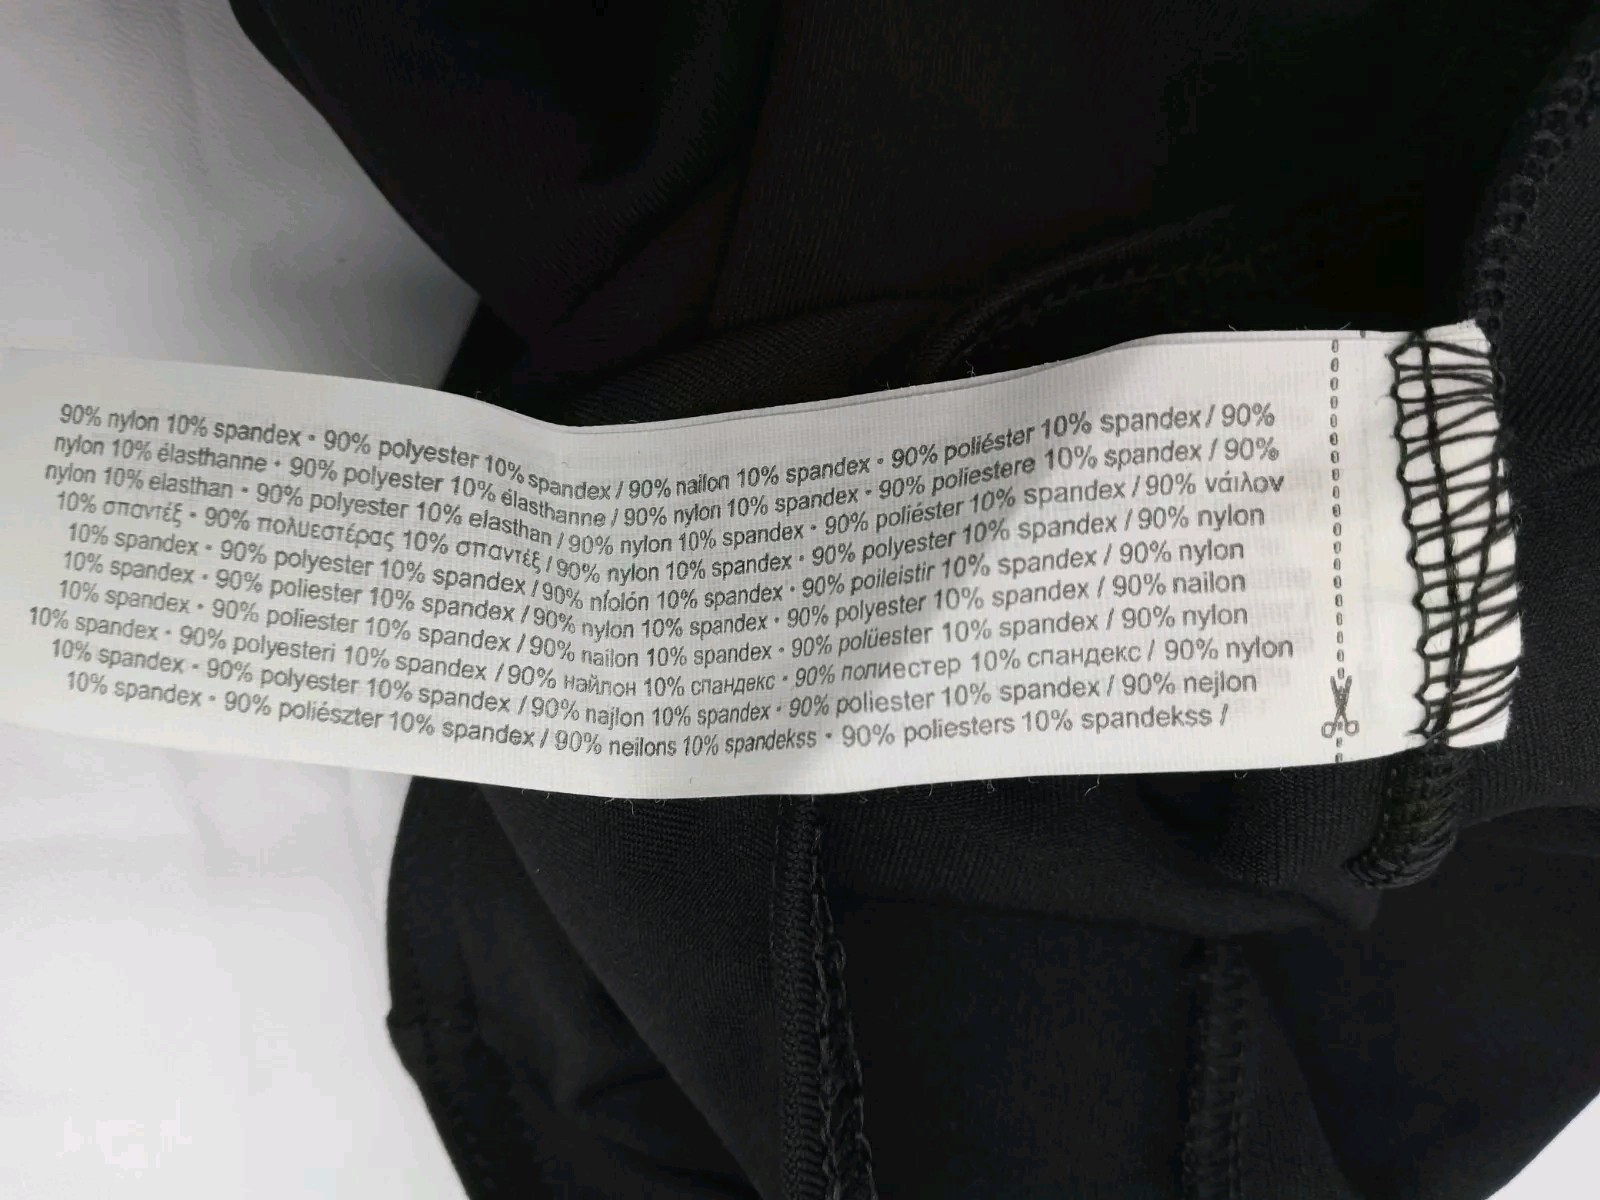 90% nylon 10% spandex • 90% polyester 10% spandex / 90% nailon 10% spandex • 90% poliéster 10% spandex / 90%
nylon 10% élasthanne • 90% polyester 10% élasthanne / 90% nylon 10% spandex • 90% poliestere 10% spandex / 90%
nylon 10% elasthan • 90% polyester 10% elasthan / 90% nylon 10% spandex • 90% poliéster 10% spandex / 90% νάιλον
10% σπαντέξ • 90% πολυεστέρας 10% σπαντέξ / 90% nylon 10% spandex • 90% polyester 10% spandex / 90% nylon
10% spandex • 90% polyester 10% spandex / 90% níolón 10% spandex • 90% poileistir 10% spandex / 90% nylon
10% spandex • 90% poliester 10% spandex / 90% nylon 10% spandex • 90% polyester 10% spandex / 90% nailon
10% spandex • 90% poliester 10% spandex / 90% nailon 10% spandex • 90% polüester 10% spandex / 90% nylon
10% spandex • 90% polyesteri 10% spandex / 90% найлон 10% спандекс • 90% полиестер 10% спандекс / 90% nylon
10% spandex • 90% polyester 10% spandex / 90% najlon 10% spandex • 90% poliester 10% spandex / 90% nejlon
10% spandex • 90% poliészter 10% spandex / 90% neilons 10% spandekss • 90% poliesters 10% spandekss /